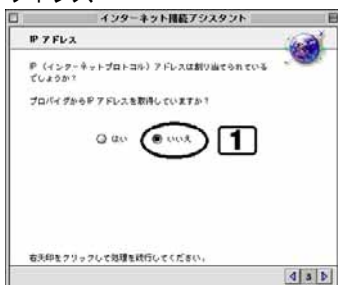 インターネット接続アシスタント
IP アドレス
IP （インターネットプロトコル） アドレスは割り当てられている
でしょうか？
プロバイダから IP アドレスを取得していますか？
はい
いいえ
1
右矢印をクリックして処理を続行してください。
3